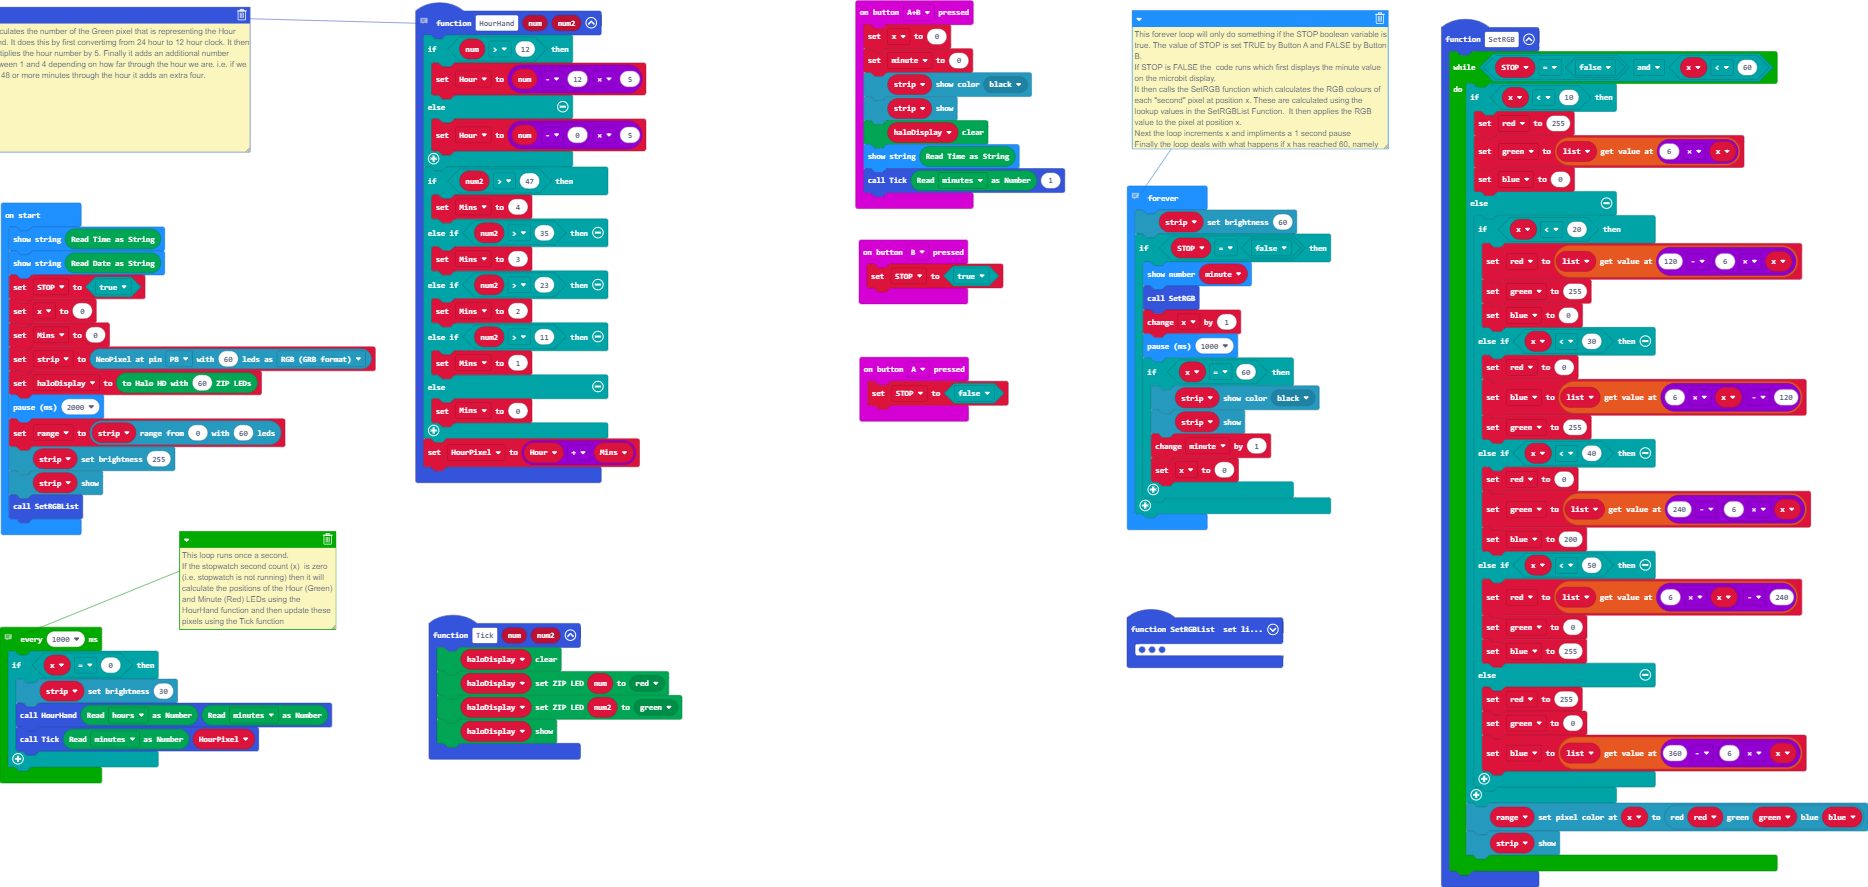 culates the number of the Green pixel that is representing the Hour
nd. It does this by first converting from 24 hour to 12 hour clock. It then
tiplies the hour number by 5. Finally it adds an additional number
ween 1 and 4 depending on how far through the hour we are. i.e. if we
48 or more minutes through the hour it adds an extra four.
on start
show string Read Time as String
show string Read Date as String
set STOP to true
set x to 0
set Mins to 0
set strip to NeoPixel at pin P8 with 60 leds as RGB (GRB format)
set haloDisplay to to Halo HD with 60 ZIP LEDs
pause (ms) 2000
set range to strip range from 0 with 60 leds
strip set brightness 255
strip show
call SetRGBList
This loop runs once a second.
If the stopwatch second count (x) is zero
(i.e. stopwatch is not running) then it will
calculate the positions of the Hour (Green)
and Minute (Red) LEDs using the
HourHand function and then update these
pixels using the Tick function
every 1000 ms
if x = 0 then
strip set brightness 30
call HourHand Read hours as Number Read minutes as Number
call Tick Read minutes as Number HourPixel
function HourHand num num2
if num > 12 then
set Hour to num - 12 × 5
else
set Hour to num - 0 × 5
if num2 > 47 then
set Mins to 4
else if num2 > 35 then
set Mins to 3
else if num2 > 23 then
set Mins to 2
else if num2 > 11 then
set Mins to 1
else
set Mins to 0
set HourPixel to Hour + Mins
function Tick num num2
haloDisplay clear
haloDisplay set ZIP LED num to red
haloDisplay set ZIP LED num2 to green
haloDisplay show
on button A+B pressed
set x to 0
set minute to 0
strip show color black
strip show
haloDisplay clear
show string Read Time as String
call Tick Read minutes as Number 1
on button B pressed
set STOP to true
on button A pressed
set STOP to false
This forever loop will only do something if the STOP boolean variable is
true. The value of STOP is set TRUE by Button A and FALSE by Button
B.
If STOP is FALSE the code runs which first displays the minute value
on the microbit display.
It then calls the SetRGB function which calculates the RGB colours of
each "second" pixel at position x. These are calculated using the
lookup values in the SetRGBList Function. It then applies the RGB
value to the pixel at position x.
Next the loop increments x and impliments a 1 second pause
Finally the loop deals with what happens if x has reached 60, namely
forever
strip set brightness 60
if STOP = false then
show number minute
call SetRGB
change x by 1
pause (ms) 1000
if x = 60 then
strip show color black
strip show
change minute by 1
set x to 0
function SetRGBList set li...
function SetRGB
while STOP = false and x < 60
do
if x < 10 then
set red to 255
set green to list get value at 6 × x
set blue to 0
else
if x < 20 then
set red to list get value at 120 - 6 × x
set green to 255
set blue to 0
else if x < 30 then
set red to 0
set blue to list get value at 6 × x - 120
set green to 255
else if x < 40 then
set red to 0
set green to list get value at 240 - 6 × x
set blue to 200
else if x < 50 then
set red to list get value at 6 × x - 240
set green to 0
set blue to 255
else
set red to 255
set green to 0
set blue to list get value at 360 - 6 × x
range set pixel color at x to red red green green blue blue
strip show